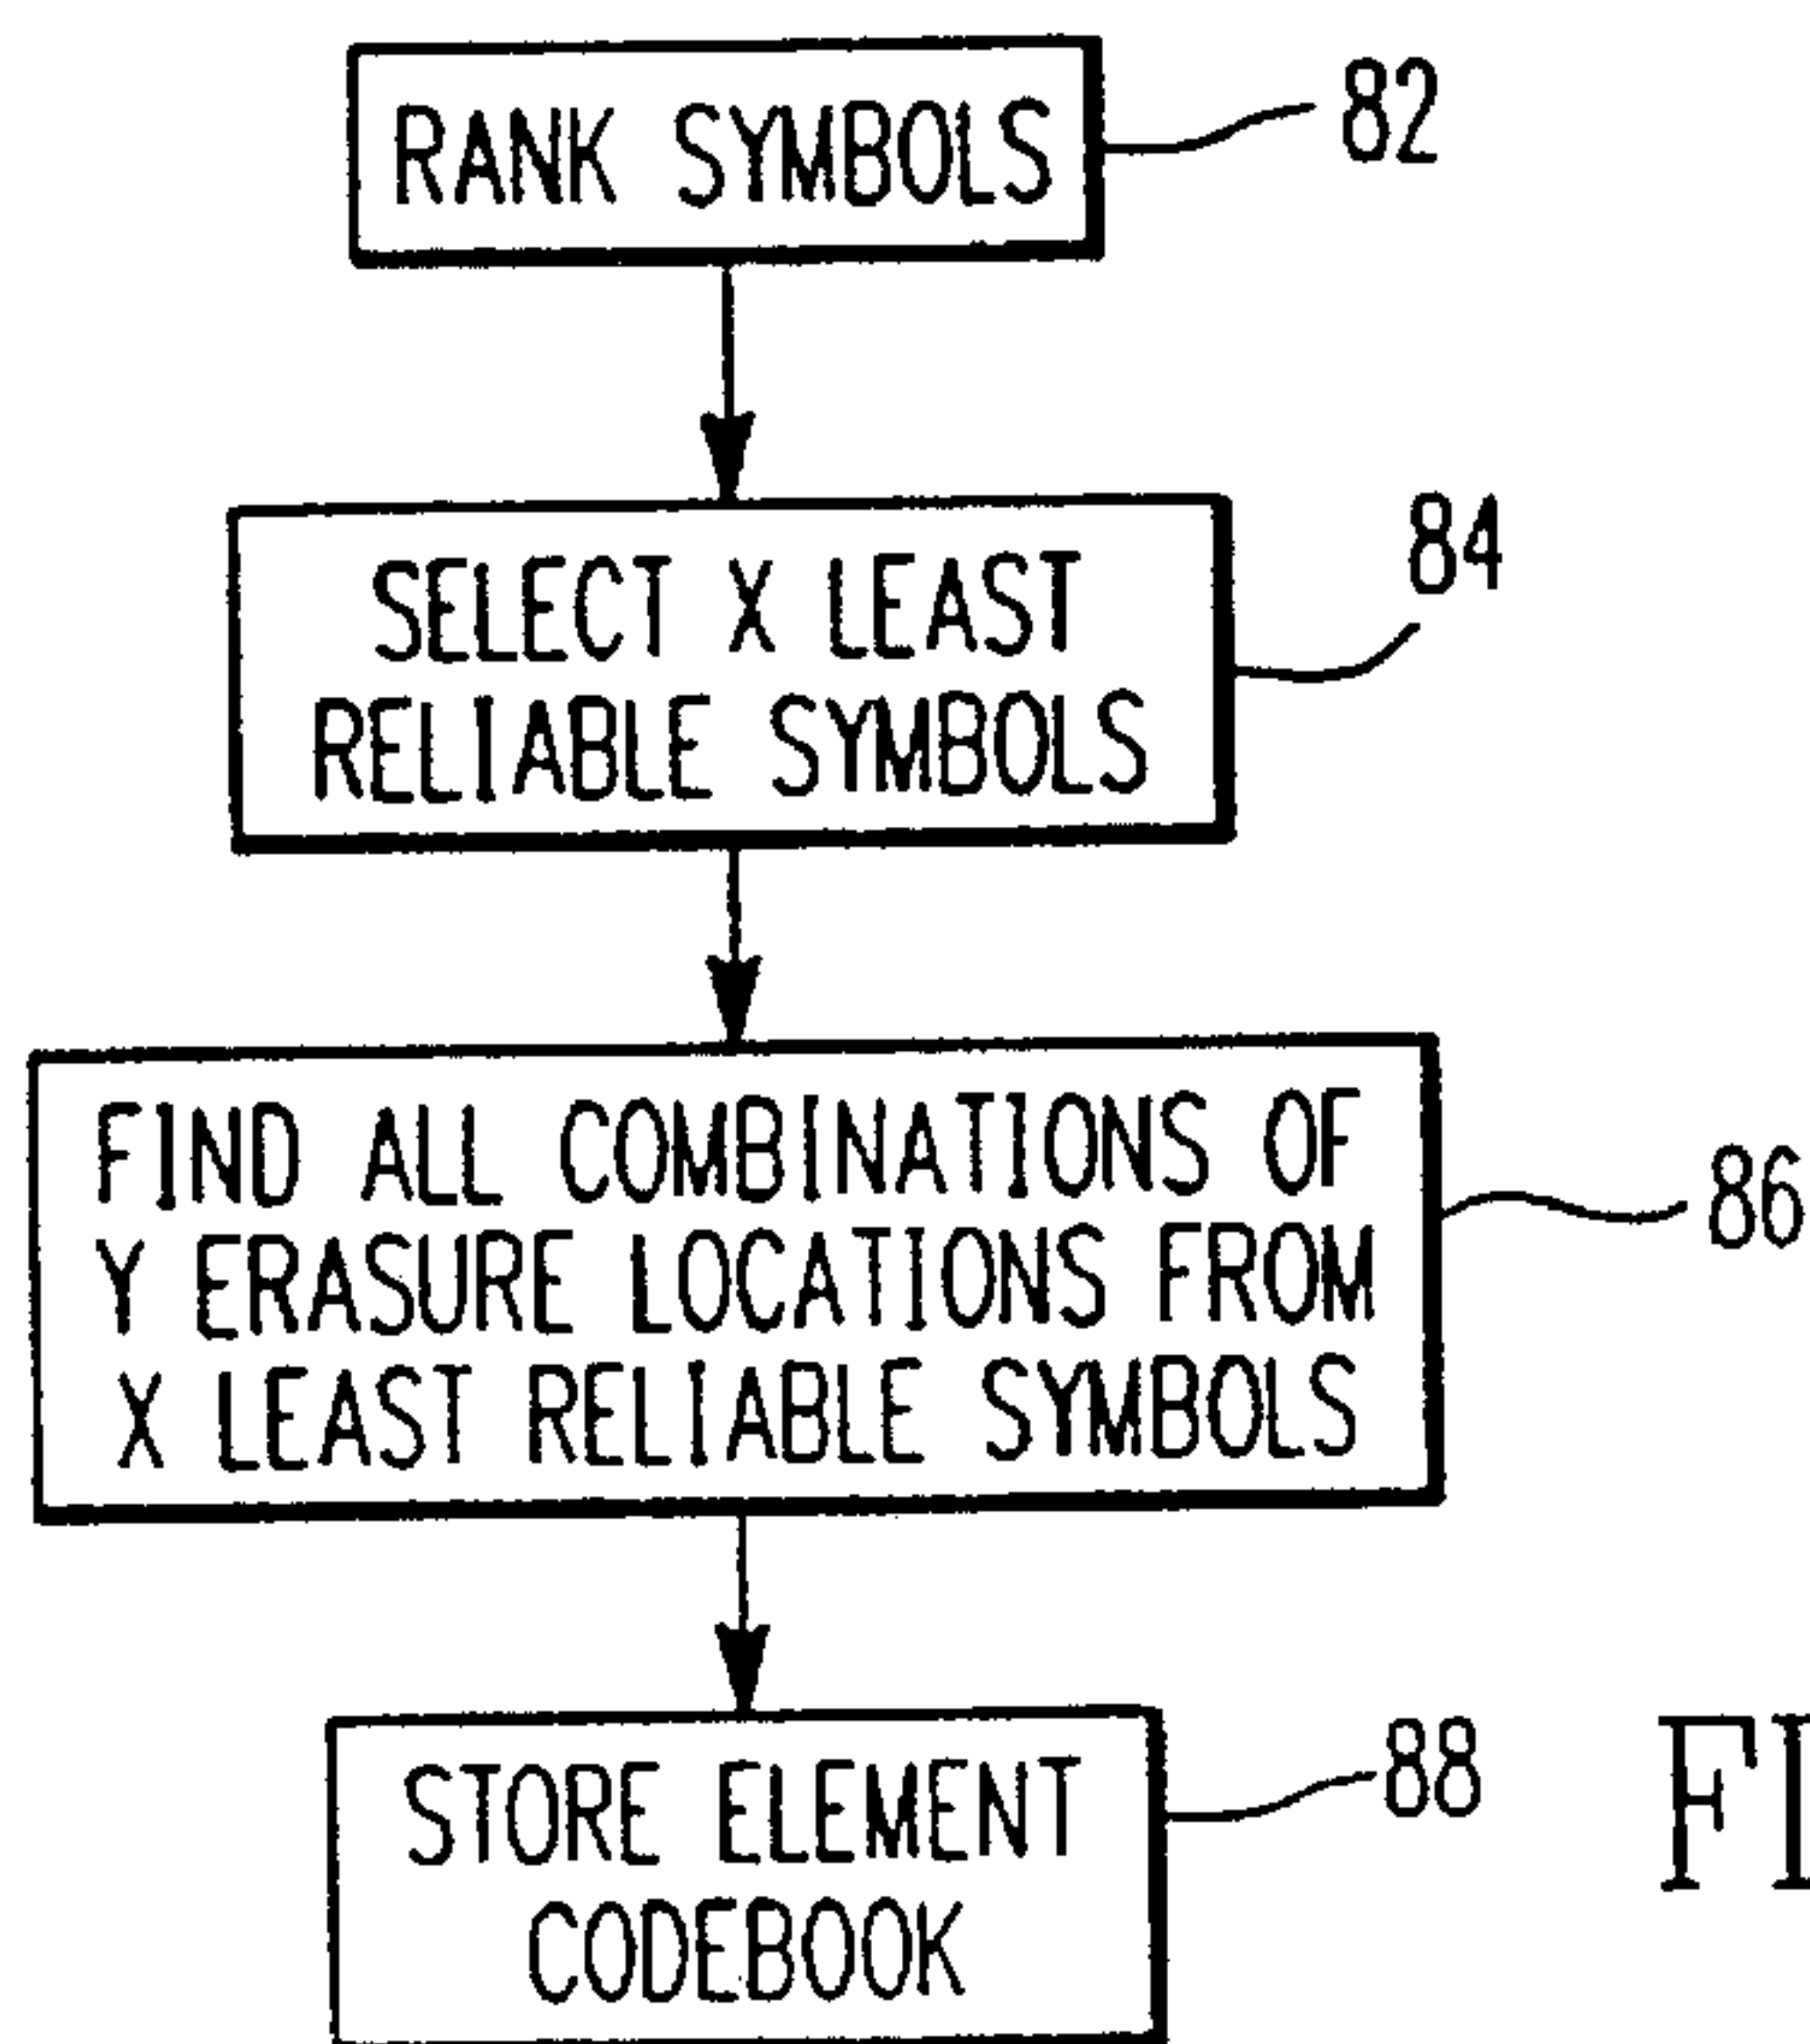 RANK SYMBOLS
82
SELECT X LEAST
RELIABLE SYMBOLS
84
FIND ALL COMBINATIONS OF
Y ERASURE LOCATIONS FROM
X LEAST RELIABLE SYMBOLS
86
STORE ELEMENT
CODEBOOK
88
FI